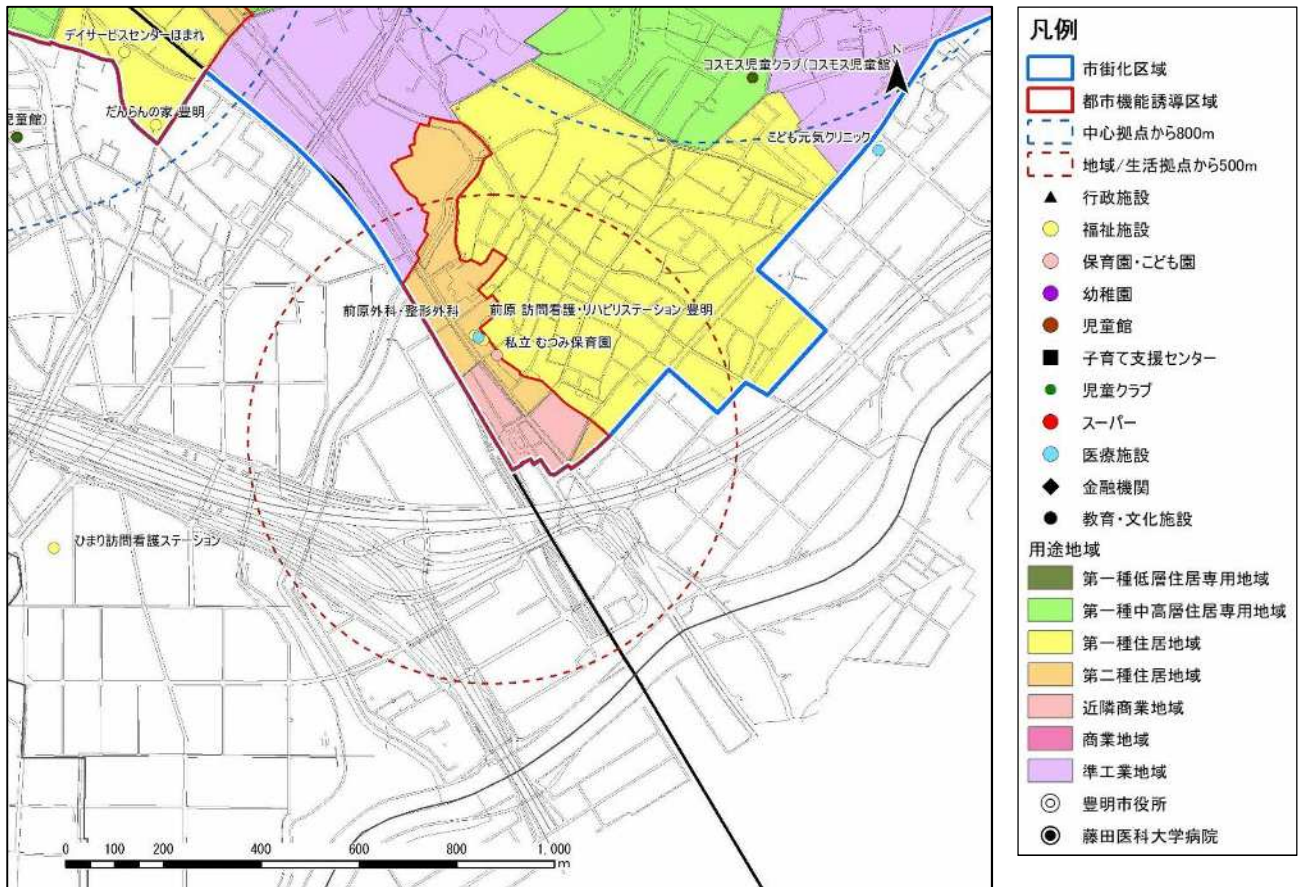 デイサービスセンターほまれ
コスモス児童クラブ(コスモス児童館)
N
だんらんの家 豊明
児童館)
こども元気クリニック
前原外科・整形外科
前原 訪問看護・リハビリステーション 豊明
私立 むつみ保育園
ひまり訪問看護ステーション
0 100 200 400 600 800 1,000
m
凡例
市街化区域
都市機能誘導区域
中心拠点から800m
地域/生活拠点から500m
行政施設
福祉施設
保育園・こども園
幼稚園
児童館
子育て支援センター
児童クラブ
スーパー
医療施設
金融機関
教育・文化施設
用途地域
第一種低層住居専用地域
第一種中高層住居専用地域
第一種住居地域
第二種住居地域
近隣商業地域
商業地域
準工業地域
豊明市役所
藤田医科大学病院